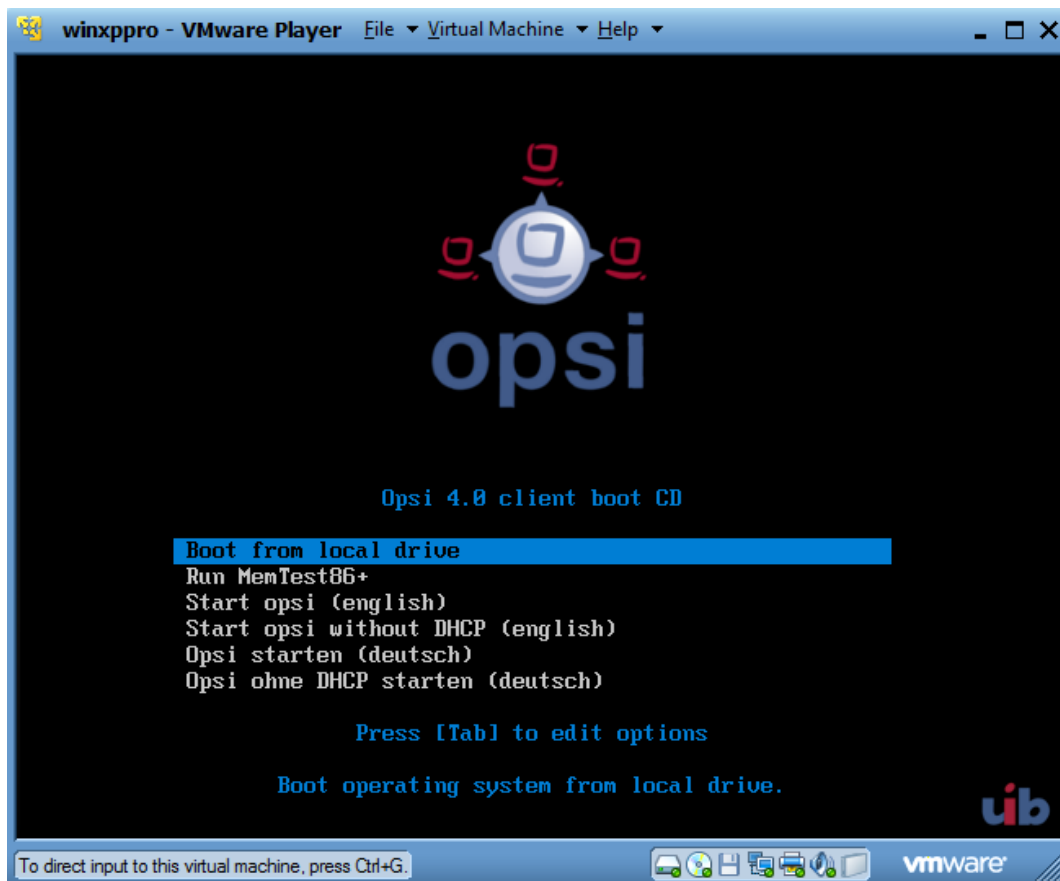 winxppro - VMware Player File Virtual Machine Help
opsi
Opsi 4.0 client boot CD
Boot from local drive
Run MemTest86+
Start opsi (english)
Start opsi without DHCP (english)
Opsi starten (deutsch)
Opsi ohne DHCP starten (deutsch)
Press [Tab] to edit options
Boot operating system from local drive.
uib
To direct input to this virtual machine, press Ctrl+G.
vmware